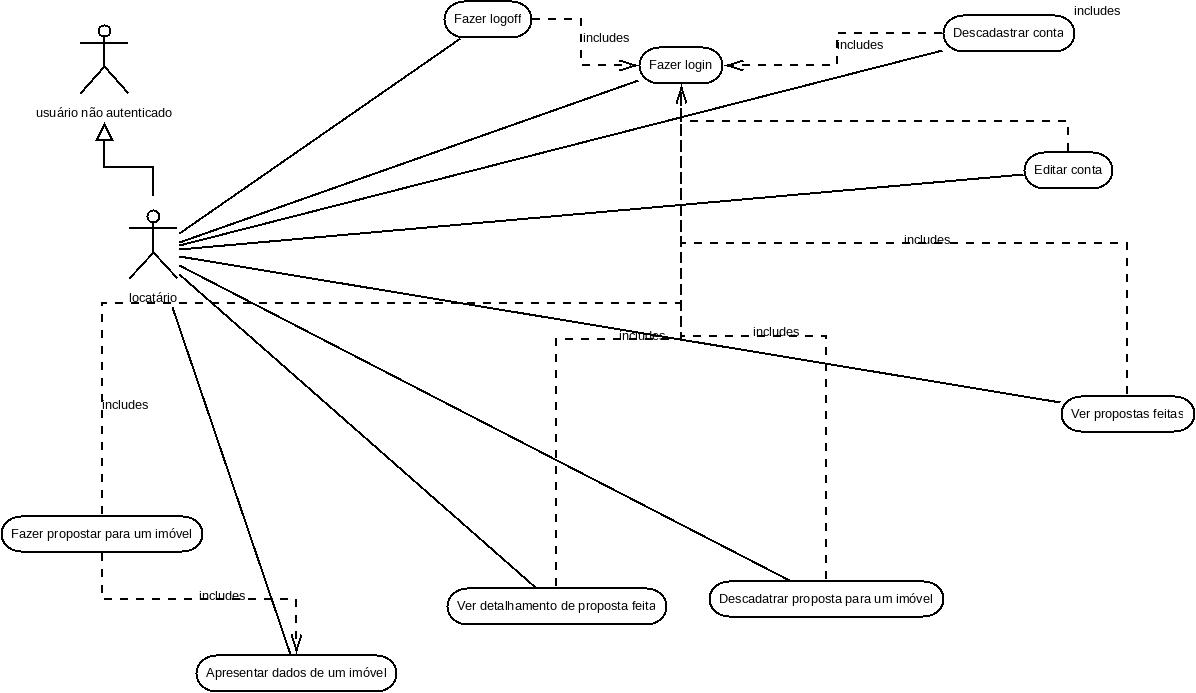 Fazer logoff
includes
Descadastrar conta
includes
includes
Fazer login
usuário não autenticado
Editar conta
includes
locatário
includes
includes
includes
Ver propostas feitas
Fazer propostar para um imóvel
includes
Ver detalhamento de proposta feita
Descadatrar proposta para um imóvel
Apresentar dados de um imóvel